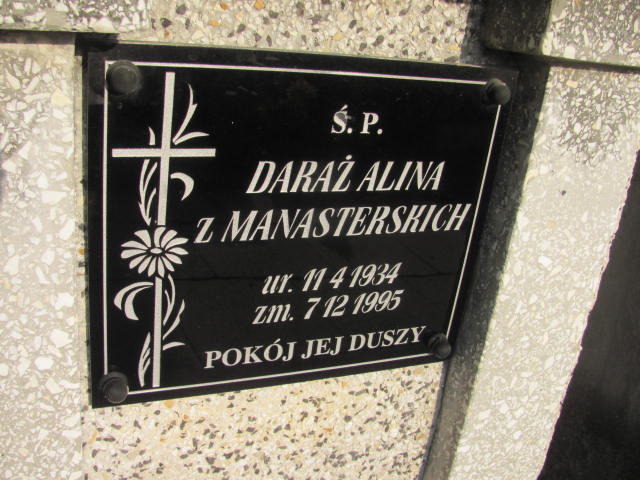 Ś. P.
DARAŻ ALINA
Z MANASTERSKICH
ur. 11 4 1934
zm. 7 12 1995
POKÓJ JEJ DUSZY